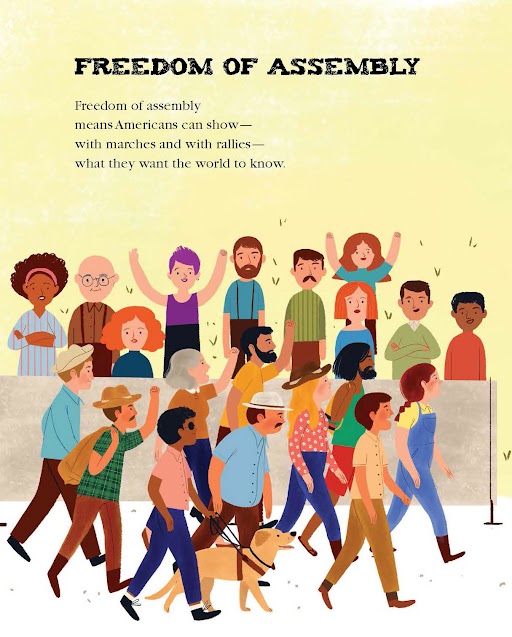 FREEDOM OF ASSEMBLY
Freedom of assembly
means Americans can show—
with marches and with rallies—
what they want the world to know.